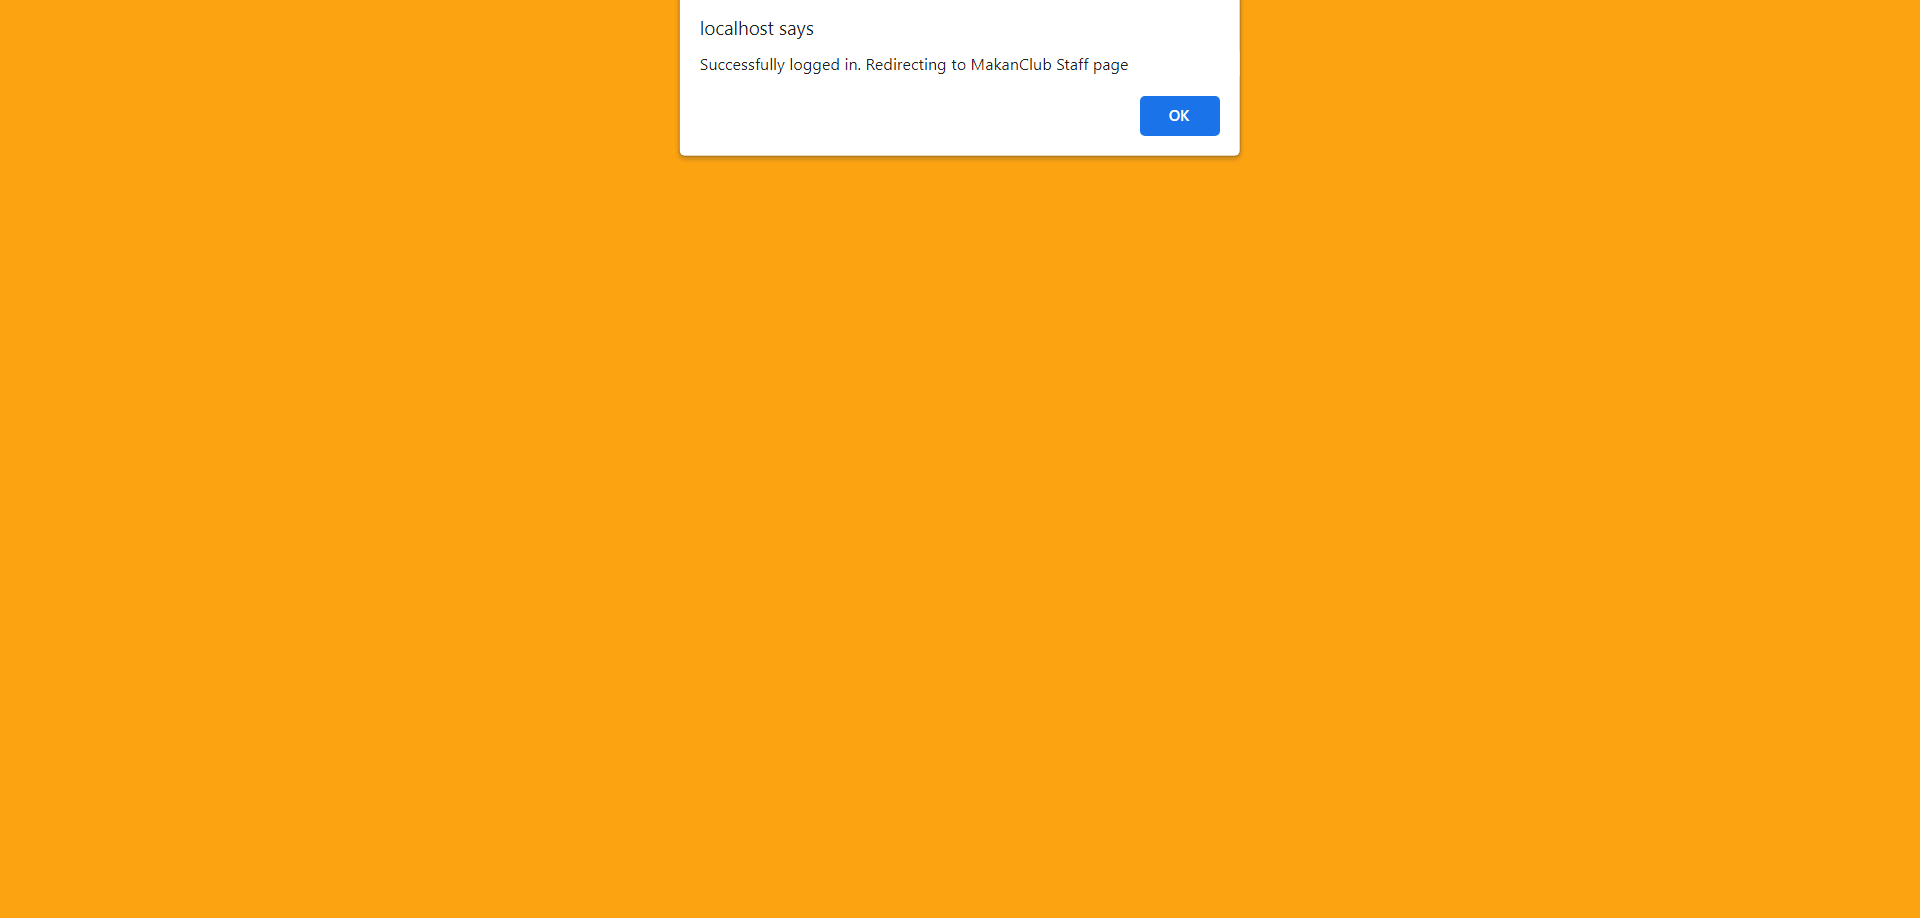 localhost says
Successfully logged in. Redirecting to MakanClub Staff page
OK